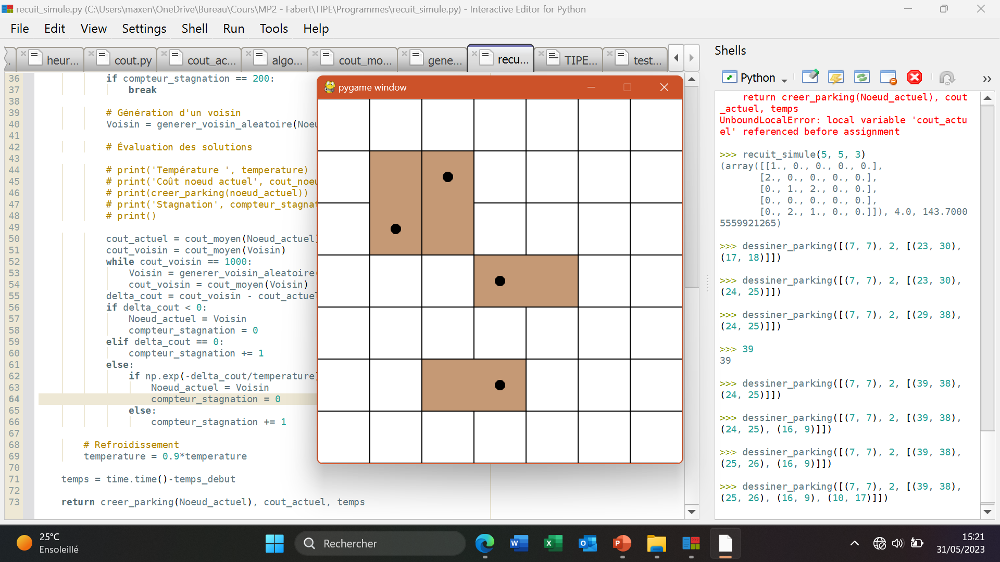 recuit_simule.py (C:\Users\maxen\OneDrive\Bureau\Cours\MP2 - Fabert\TIPE\Programmes\recuit_simule.py) - Interactive Editor for Python
File Edit View Settings Shell Run Tools Help
heur... cout.py cout_ac... algo... cout_mo... gene... recu... TIPE... test...
36 if compteur_stagnation == 200:
37 break
38
39 # Génération d'un voisin
40 Voisin = generer_voisin_aleatoire(Noeu
41
42 # Évaluation des solutions
43
44 # print('Température ', temperature)
45 # print('Coût noeud actuel', cout_noeu
46 # print(creer_parking(noeud_actuel))
47 # print('Stagnation', compteur_stagnat
48 # print()
49
50 cout_actuel = cout_moyen(Noeud_actuel)
51 cout_voisin = cout_moyen(Voisin)
52 while cout_voisin == 1000:
53 Voisin = generer_voisin_aleatoire(
54 cout_voisin = cout_moyen(Voisin)
55 delta_cout = cout_voisin - cout_actuel
56 if delta_cout < 0:
57 Noeud_actuel = Voisin
58 compteur_stagnation = 0
59 elif delta_cout == 0:
60 compteur_stagnation += 1
61 else:
62 if np.exp(-delta_cout/temperature)
63 Noeud_actuel = Voisin
64 compteur_stagnation = 0
65 else:
66 compteur_stagnation += 1
67
68 # Refroidissement
69 temperature = 0.9*temperature
70
71 temps = time.time()-temps_debut
72
73 return creer_parking(Noeud_actuel), cout_actuel, temps
pygame window
Shells
Python
return creer_parking(Noeud_actuel), cout
_actuel, temps
UnboundLocalError: local variable 'cout_actu
el' referenced before assignment
>>> recuit_simule(5, 5, 3)
(array([[1., 0., 0., 0., 0.],
[2., 0., 0., 0., 0.],
[0., 1., 2., 0., 0.],
[0., 0., 0., 0., 0.],
[0., 2., 1., 0., 0.]]), 4.0, 143.7000
5559921265)
>>> dessiner_parking([(7, 7), 2, [(23, 30),
(17, 18)]])
>>> dessiner_parking([(7, 7), 2, [(23, 30),
(24, 25)]])
>>> dessiner_parking([(7, 7), 2, [(29, 38),
(24, 25)]])
>>> 39
39
>>> dessiner_parking([(7, 7), 2, [(39, 38),
(24, 25)]])
>>> dessiner_parking([(7, 7), 2, [(39, 38),
(24, 25), (16, 9)]])
>>> dessiner_parking([(7, 7), 2, [(39, 38),
(25, 26), (16, 9)]])
>>> dessiner_parking([(7, 7), 2, [(39, 38),
(25, 26), (16, 9), (10, 17)]])
25°C
Ensoleillé
Rechercher
15:21
31/05/2023